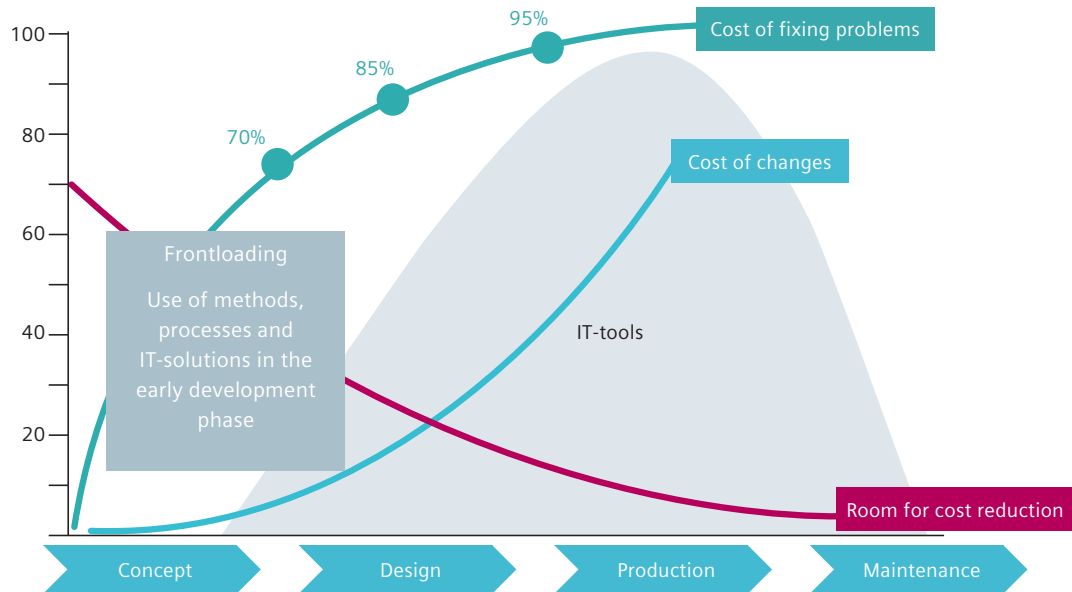 95%
Cost of fixing problems
100
85%
80
70%
Cost of changes
60
Frontloading
Use of methods,
processes and
IT-solutions in the
early development
phase
IT-tools
40
20
Room for cost reduction
Concept
Design
Production
Maintenance